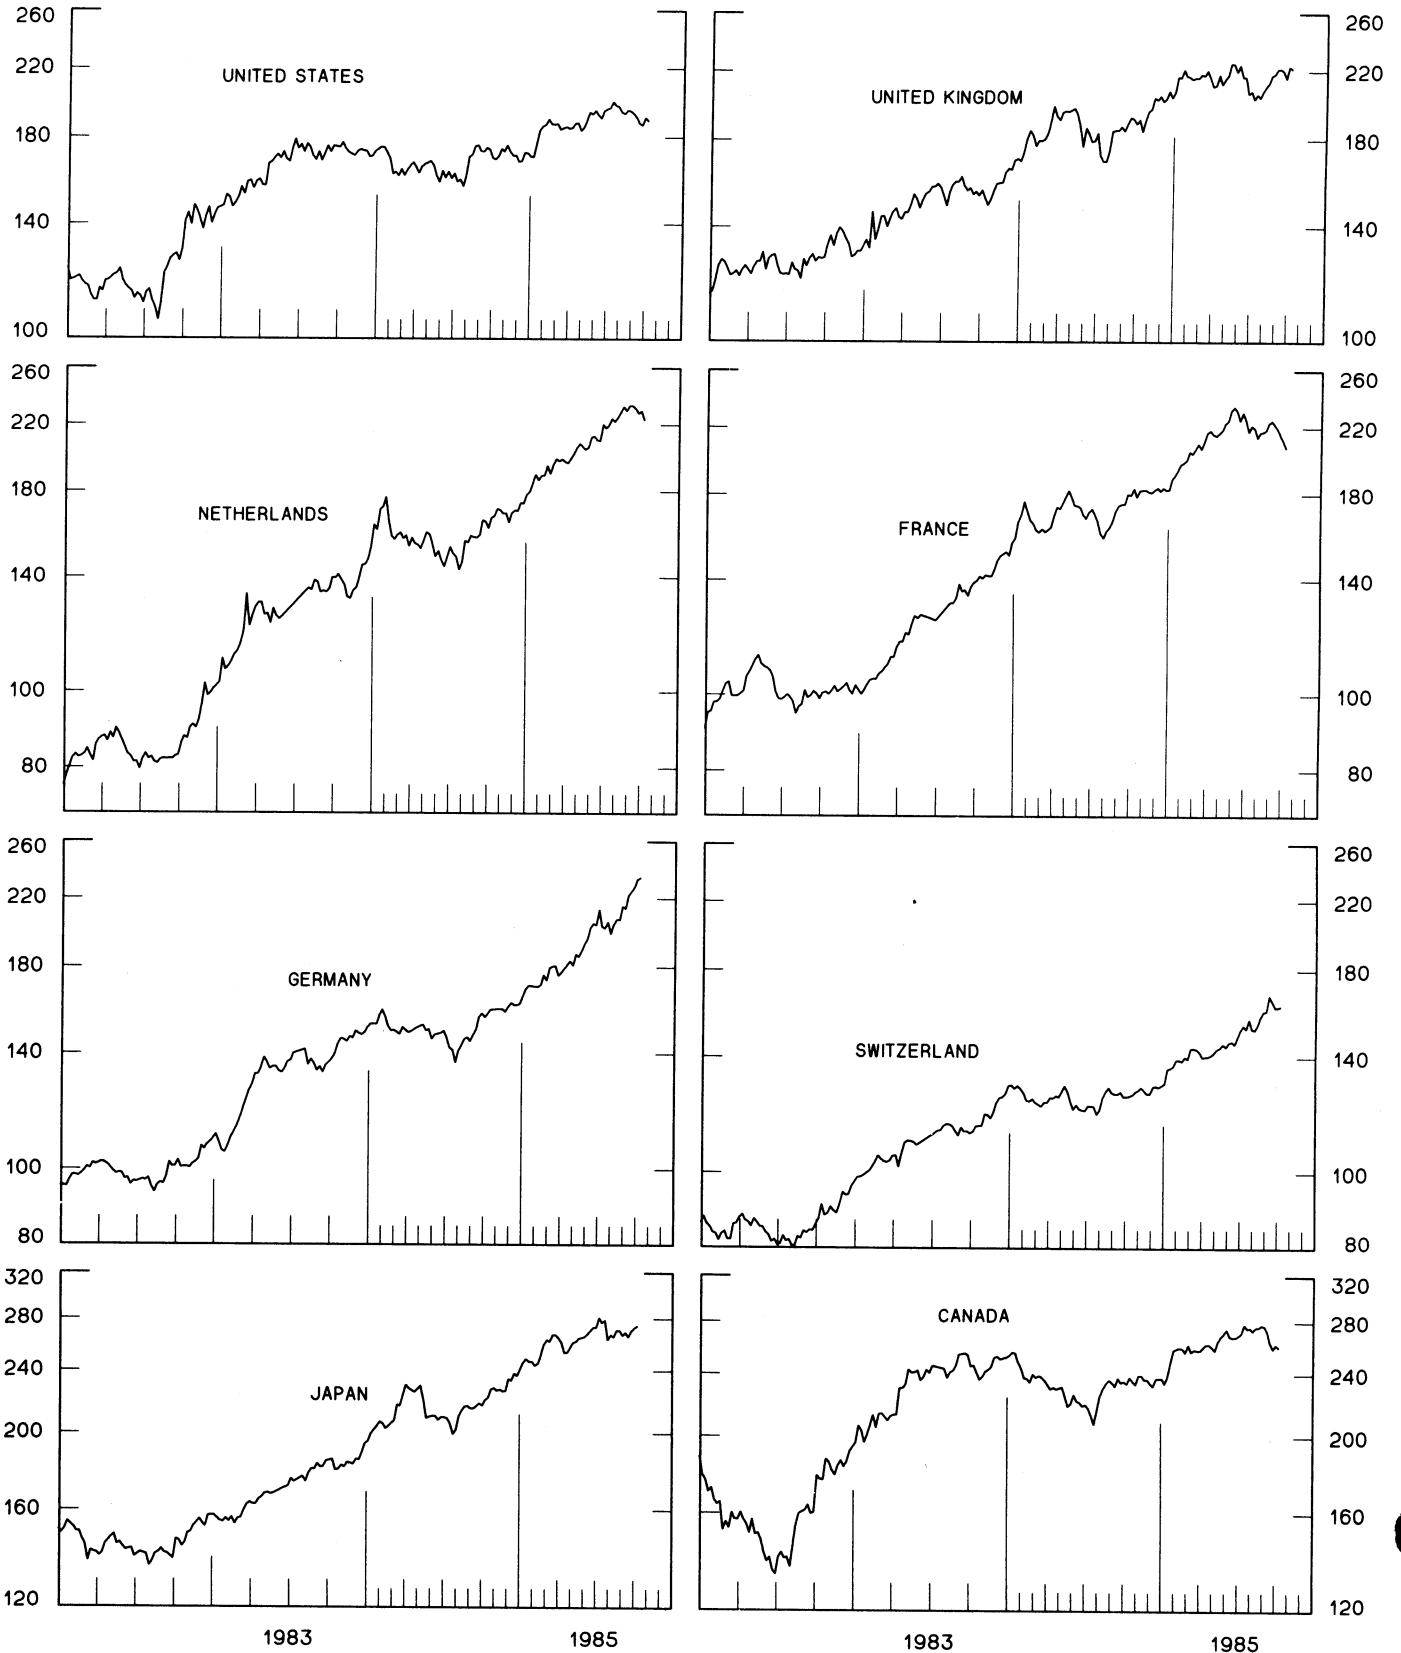 260 260
220 UNITED STATES UNITED KINGDOM 220
180 180
140 140
100 100
260 260
220 220
180 NETHERLANDS FRANCE 180
140 140
100 100
80 80
260 260
220 220
180 GERMANY 180
140 SWITZERLAND 140
100 100
80 80
320 320
280 CANADA 280
240 JAPAN 240
200 200
160 160
120 120
1983 1985 1983 1985